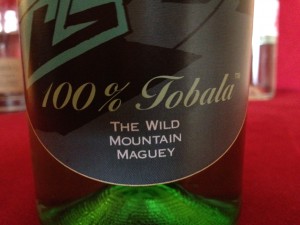 100% Tobala™
THE WILD
MOUNTAIN
MAGUEY